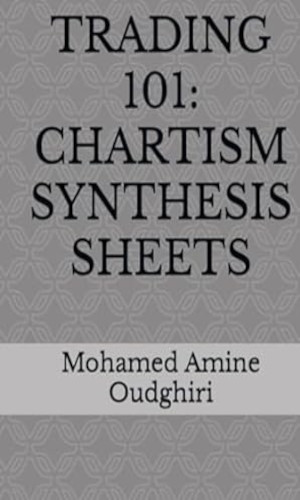 TRADING
101:
CHARTISM
SYNTHESIS
SHEETS
Mohamed Amine
Oudghiri